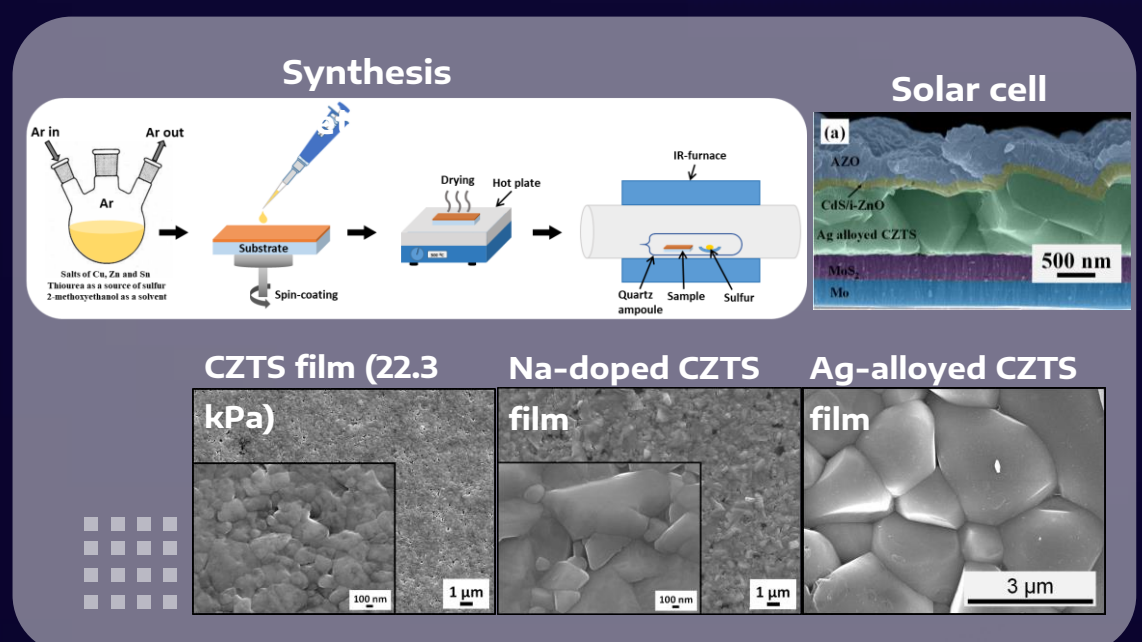 Synthesis
Solar cell
Ar in
Ar out
Ar
Salts of Cu, Zn and Sn
Thiourea as a source of sulfur
2-methoxyethanol as a solvent
Substrate
Spin-coating
Drying
Hot plate
IR-furnace
Quartz
ampoule
Sample
Sulfur
(a)
AZO
CdS/i-ZnO
Ag alloyed CZTS
MoS₂
Mo
500 nm
CZTS film (22.3
kPa)
100 nm
1 µm
Na-doped CZTS
film
100 nm
1 µm
Ag-alloyed CZTS
film
3 µm